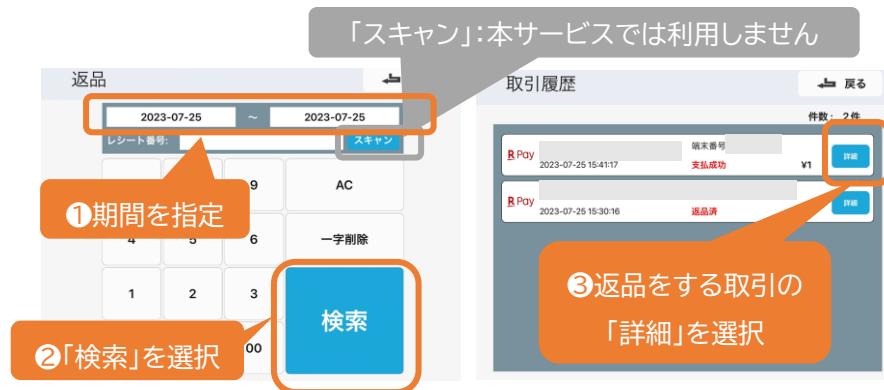 「スキャン」：本サービスでは利用しません
返品
2023-07-25 ～ 2023-07-25
レシート番号:
スキャン
9
AC
❶期間を指定
4
5
6
一字削除
1
2
3
検索
00
❷「検索」を選択
取引履歴
戻る
件数: 2件
R Pay
端末番号
2023-07-25 15:41:17
支払成功
¥1
詳細
R Pay
2023-07-25 15:30:16
返品済
詳細
❸返品をする取引の
「詳細」を選択